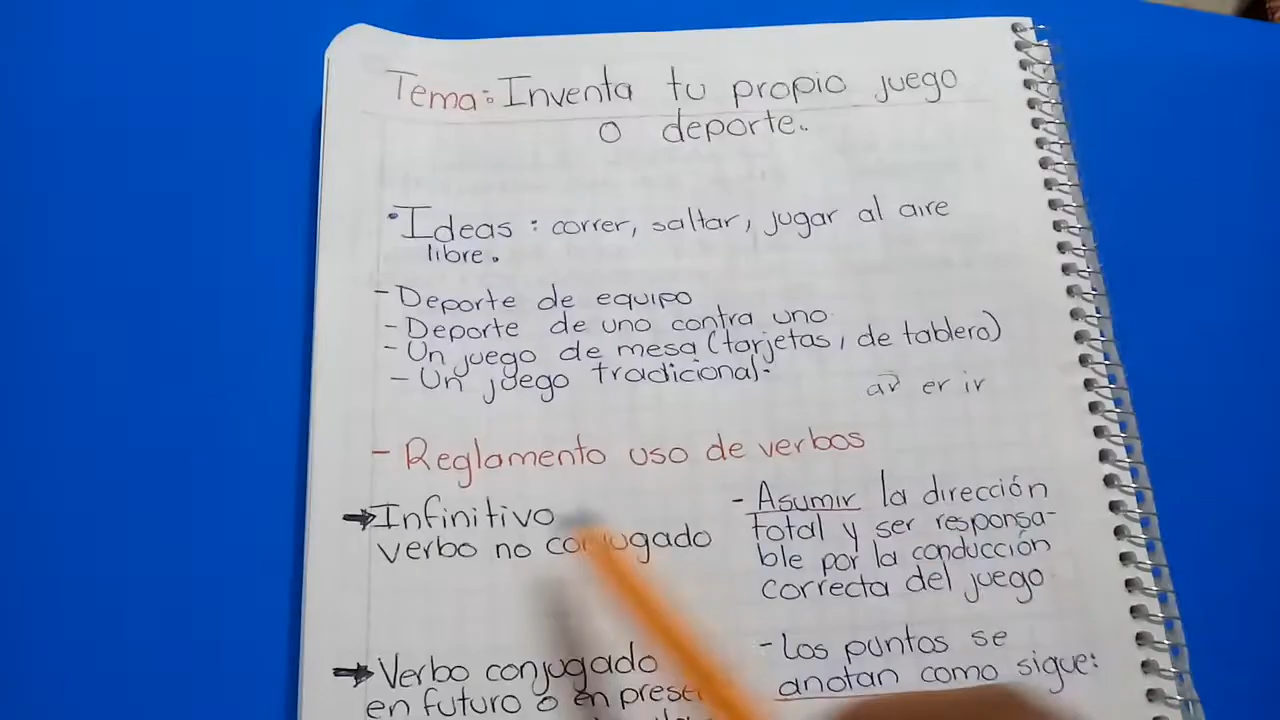 Tema: Inventa tu propio juego
o deporte.
• Ideas : correr, saltar, jugar al aire
libre.
- Deporte de equipo
- Deporte de uno contra uno
- Un juego de mesa (tarjetas, de tablero)
- Un juego tradicional.
ar er ir
- Reglamento uso de verbos
→ Infinitivo
verbo no conjugado
- Asumir la dirección
total y ser responsa-
ble por la conducción
correcta del juego
→ Verbo conjugado
en futuro o en
- Los puntos se
anotan como sigue: